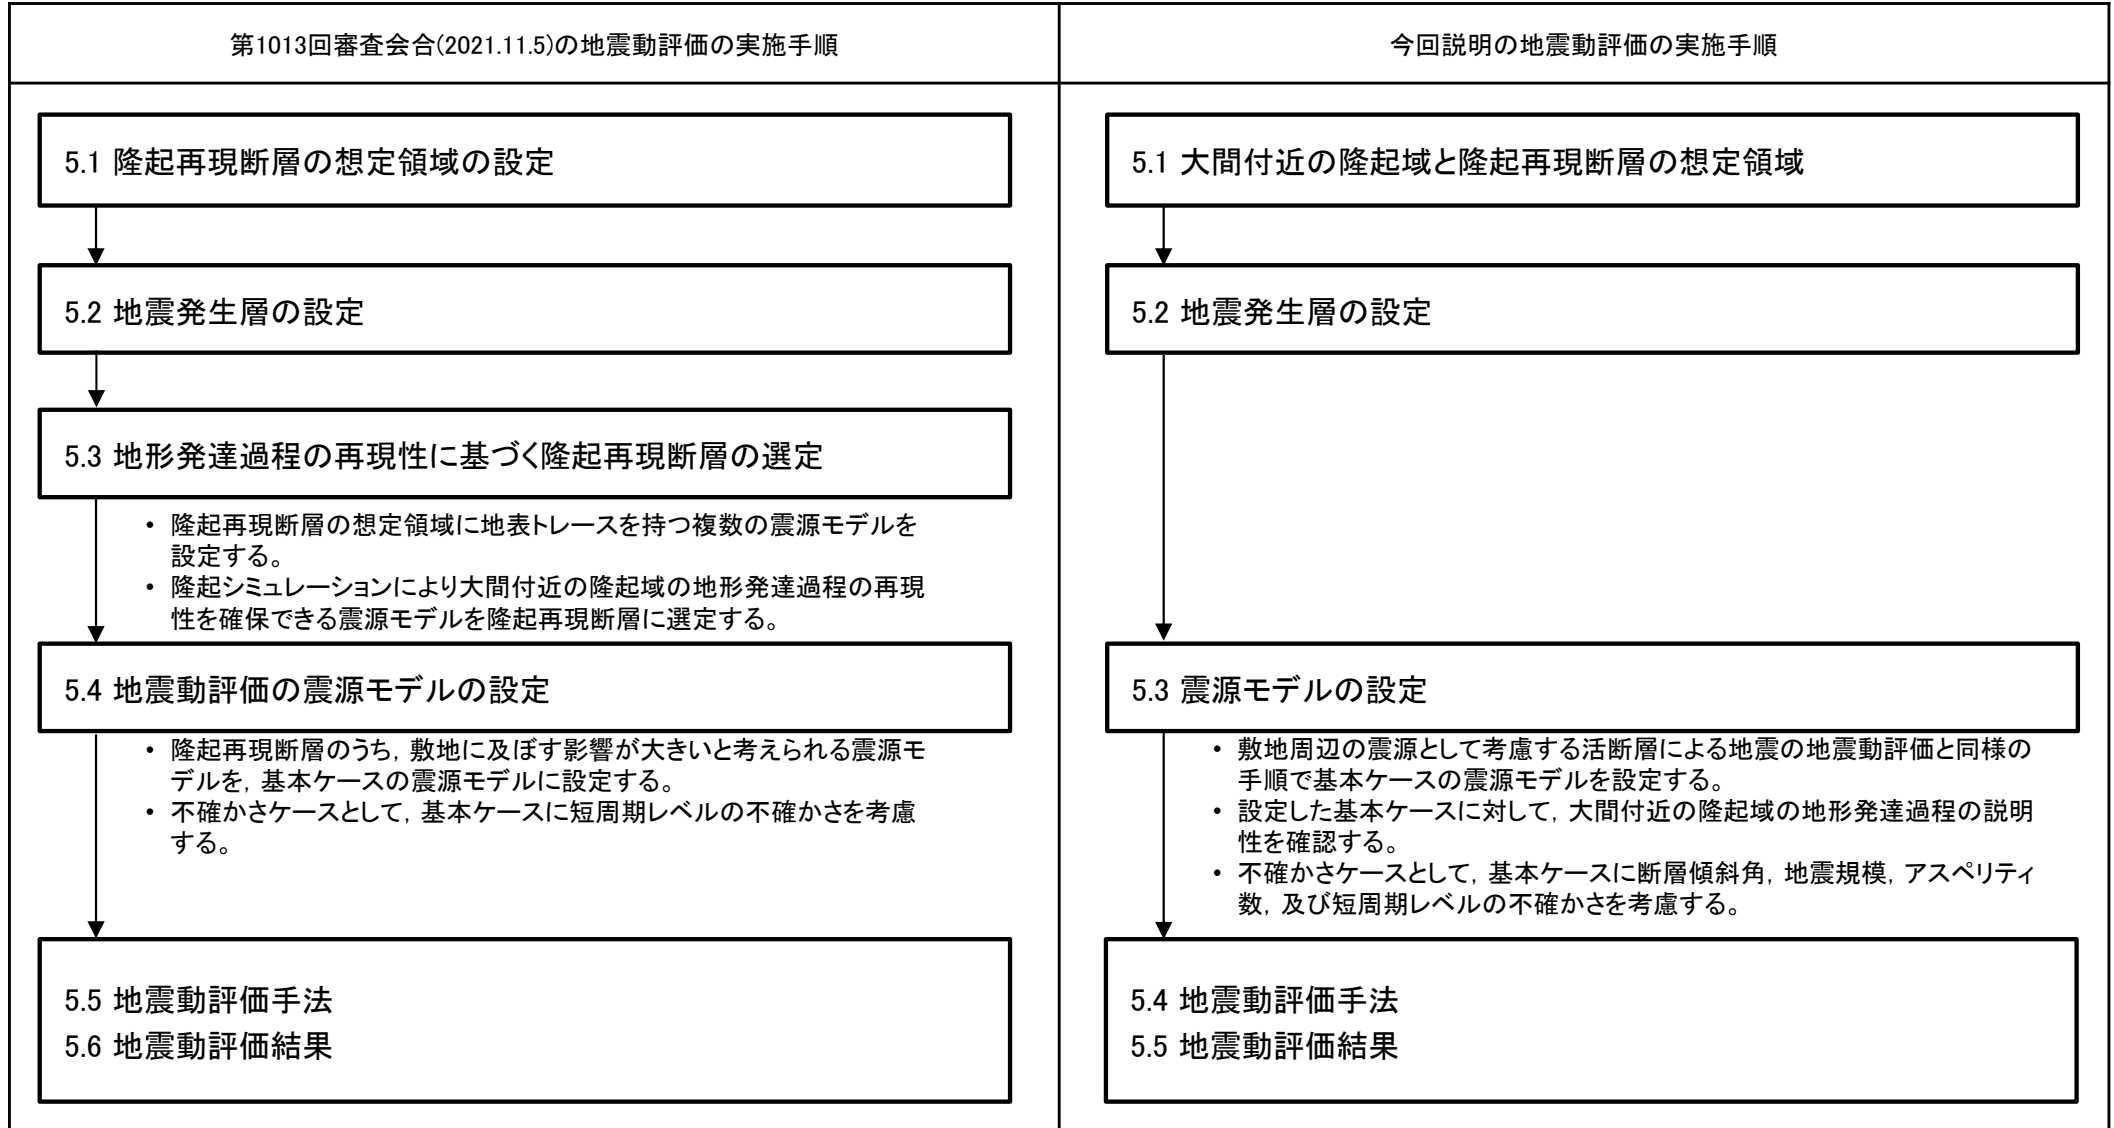 第1013回審査会合(2021.11.5)の地震動評価の実施手順
5.1 隆起再現断層の想定領域の設定
5.2 地震発生層の設定
5.3 地形発達過程の再現性に基づく隆起再現断層の選定
• 隆起再現断層の想定領域に地表トレースを持つ複数の震源モデルを
設定する。
• 隆起シミュレーションにより大間付近の隆起域の地形発達過程の再現
性を確保できる震源モデルを隆起再現断層に選定する。
5.4 地震動評価の震源モデルの設定
• 隆起再現断層のうち，敷地に及ぼす影響が大きいと考えられる震源モ
デルを，基本ケースの震源モデルに設定する。
• 不確かさケースとして，基本ケースに短周期レベルの不確かさを考慮
する。
5.5 地震動評価手法
5.6 地震動評価結果
今回説明の地震動評価の実施手順
5.1 大間付近の隆起域と隆起再現断層の想定領域
5.2 地震発生層の設定
5.3 震源モデルの設定
• 敷地周辺の震源として考慮する活断層による地震の地震動評価と同様の
手順で基本ケースの震源モデルを設定する。
• 設定した基本ケースに対して，大間付近の隆起域の地形発達過程の説明
性を確認する。
• 不確かさケースとして，基本ケースに断層傾斜角，地震規模，アスペリティ
数，及び短周期レベルの不確かさを考慮する。
5.4 地震動評価手法
5.5 地震動評価結果